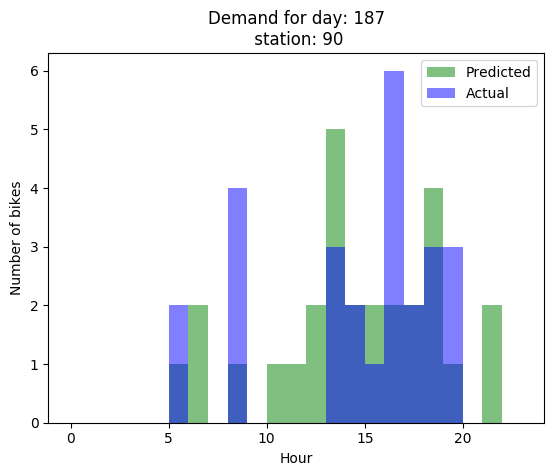 Demand for day: 187
station: 90
Predicted
Actual
6
5
4
3
2
1
0
Number of bikes
0 5 10 15 20
Hour